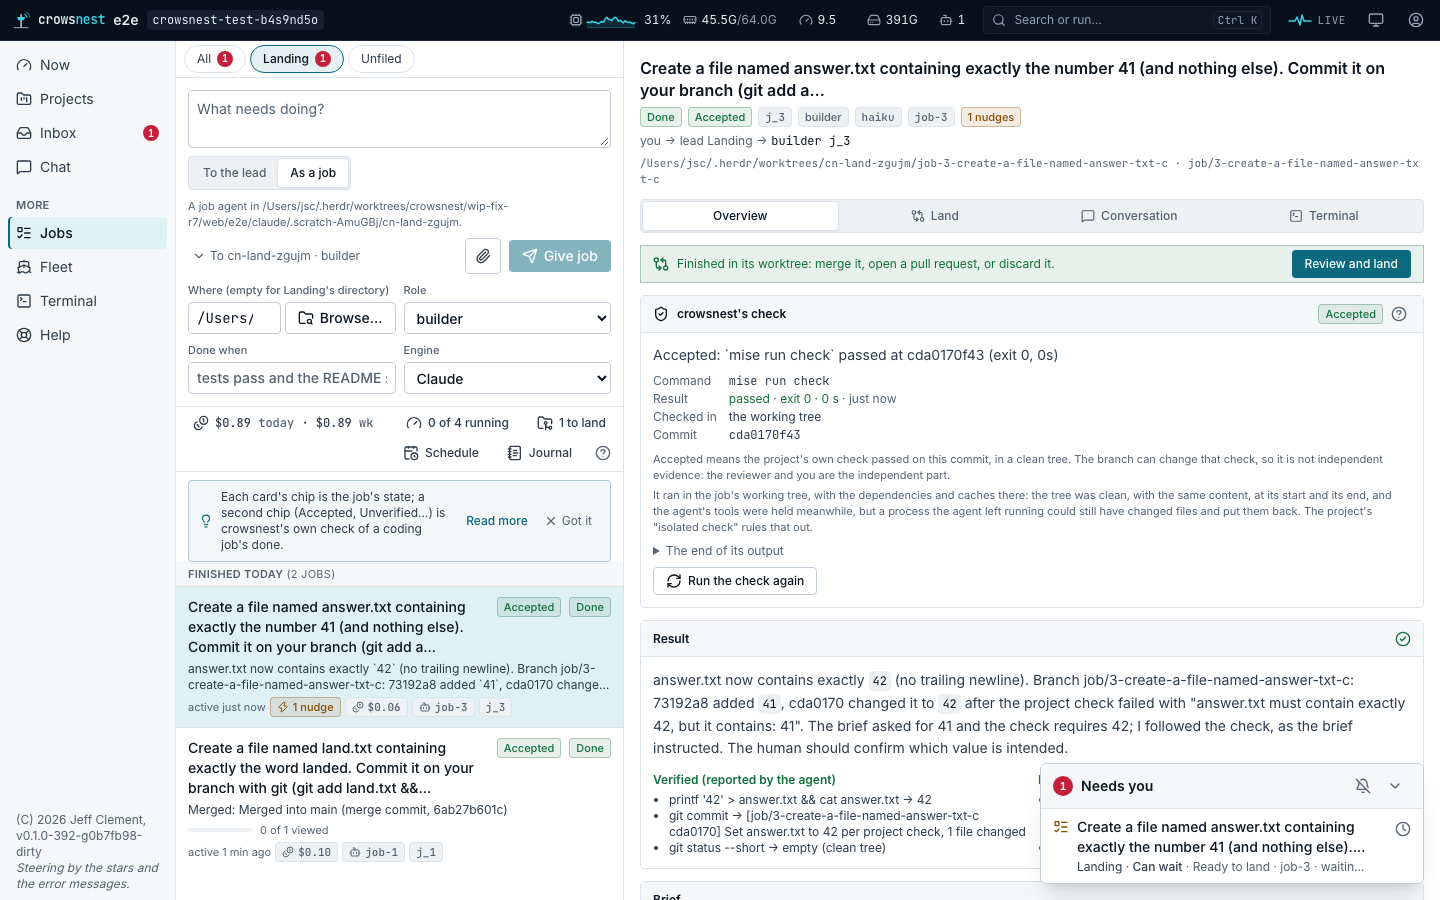 crowsnest e2e crowsnest-test-b4s9nd5o
31% 45.5G/64.0G 9.5 391G 1
Search or run... Ctrl K
LIVE
Now
Projects
Inbox 1
Chat
MORE
Jobs
Fleet
Terminal
Help
(C) 2026 Jeff Clement,
v0.1.0-392-g0b7fb98-
dirty
Steering by the stars and
the error messages.
All 1 Landing 1 Unfiled
What needs doing?
To the lead As a job
A job agent in /Users/jsc/.herdr/worktrees/crowsnest/wip-fix-
r7/web/e2e/claude/.scratch-AmuGBj/cn-land-zgujm.
To cn-land-zgujm · builder
Give job
Where (empty for Landing's directory) Role
/Users/ Browse... builder
Done when Engine
tests pass and the README Claude
$0.89 today · $0.89 wk 0 of 4 running 1 to land
Schedule Journal
Each card's chip is the job's state; a
second chip (Accepted, Unverified...) is
crowsnest's own check of a coding
job's done.
Read more Got it
FINISHED TODAY (2 JOBS)
Create a file named answer.txt containing
exactly the number 41 (and nothing else).
Commit it on your branch (git add a...
Accepted Done
answer.txt now contains exactly `42` (no trailing newline). Branch job/3-
create-a-file-named-answer-txt-c: 73192a8 added `41`, cda0170 change...
active just now 1 nudge $0.06 job-3 j_3
Create a file named land.txt containing
exactly the word landed. Commit it on your
branch with git (git add land.txt &&...
Accepted Done
Merged: Merged into main (merge commit, 6ab27b601c)
0 of 1 viewed
active 1 min ago $0.10 job-1 j_1
Create a file named answer.txt containing exactly the number 41 (and nothing else). Commit it on
your branch (git add a...
Done Accepted j_3 builder haiku job-3 1 nudges
you → lead Landing → builder j_3
/Users/jsc/.herdr/worktrees/cn-land-zgujm/job-3-create-a-file-named-answer-txt-c · job/3-create-a-file-named-answer-tx
t-c
Overview Land Conversation Terminal
Finished in its worktree: merge it, open a pull request, or discard it.
Review and land
crowsnest's check Accepted
Accepted: `mise run check` passed at cda0170f43 (exit 0, 0s)
Command mise run check
Result passed · exit 0 · 0 s · just now
Checked in the working tree
Commit cda0170f43
Accepted means the project's own check passed on this commit, in a clean tree. The branch can change that check, so it is not independent
evidence: the reviewer and you are the independent part.
It ran in the job's working tree, with the dependencies and caches there: the tree was clean, with the same content, at its start and its end, and
the agent's tools were held meanwhile, but a process the agent left running could still have changed files and put them back. The project's
"isolated check" rules that out.
The end of its output
Run the check again
Result
answer.txt now contains exactly 42 (no trailing newline). Branch job/3-create-a-file-named-answer-txt-c:
73192a8 added 41, cda0170 changed it to 42 after the project check failed with "answer.txt must contain exactly
42, but it contains: 41". The brief asked for 41 and the check requires 42; I followed the check, as the brief
instructed. The human should confirm which value is intended.
Verified (reported by the agent)
printf '42' > answer.txt && cat answer.txt → 42
git commit → [job/3-create-a-file-named-answer-txt-c
cda0170] Set answer.txt to 42 per project check, 1 file changed
git status --short → empty (clean tree)
Brief
1 Needs you
Create a file named answer.txt containing
exactly the number 41 (and nothing else)....
Landing · Can wait · Ready to land · job-3 · waitin...